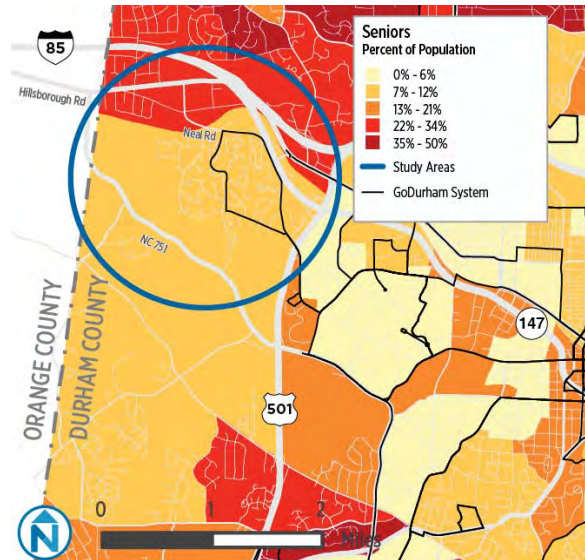 Seniors
Percent of Population
0% - 6%
7% - 12%
13% - 21%
22% - 34%
35% - 50%
Study Areas
GoDurham System
85
Hillsborough Rd
Neal Rd
NC 751
147
501
ORANGE COUNTY
DURHAM COUNTY
0
1
2
Miles
N